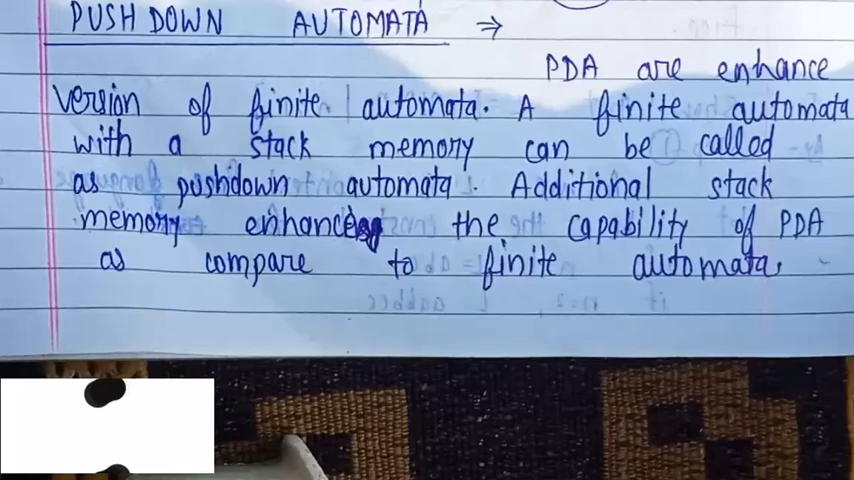 PUSH DOWN AUTOMATA →
PDA are enhance
version of finite automata. A finite automata
with a stack memory can be called
as pushdown automata. Additional stack
memory enhances the capability of PDA
as compare to finite automata.